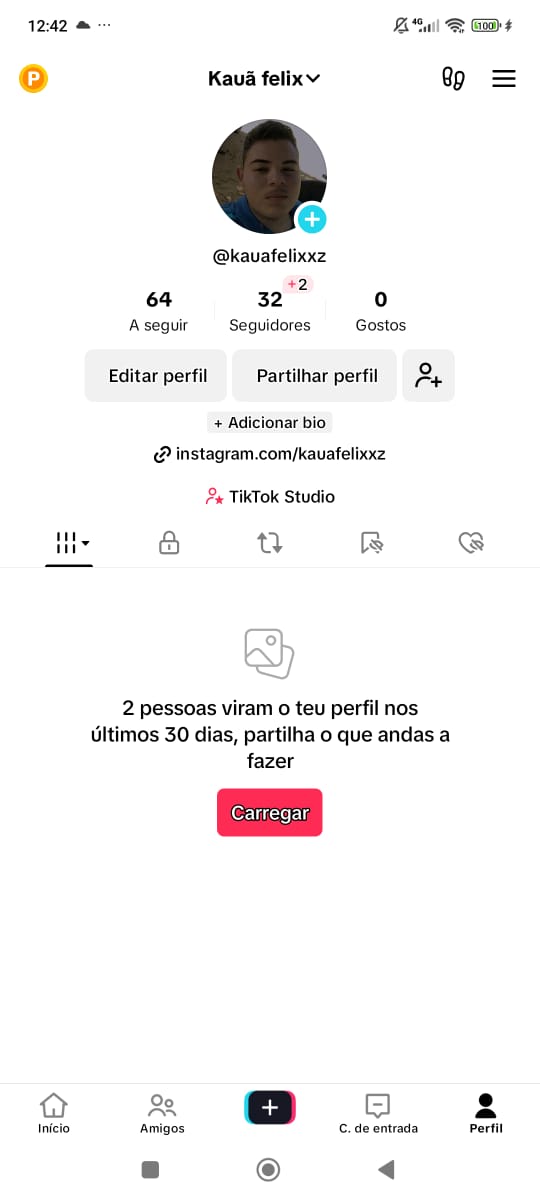 12:42
4G
100
P
Kauã felix
@kauafelixxz
+2
64
32
0
A seguir
Seguidores
Gostos
Editar perfil
Partilhar perfil
+ Adicionar bio
instagram.com/kauafelixxz
TikTok Studio
2 pessoas viram o teu perfil nos
últimos 30 dias, partilha o que andas a
fazer
Carregar
Início
Amigos
C. de entrada
Perfil